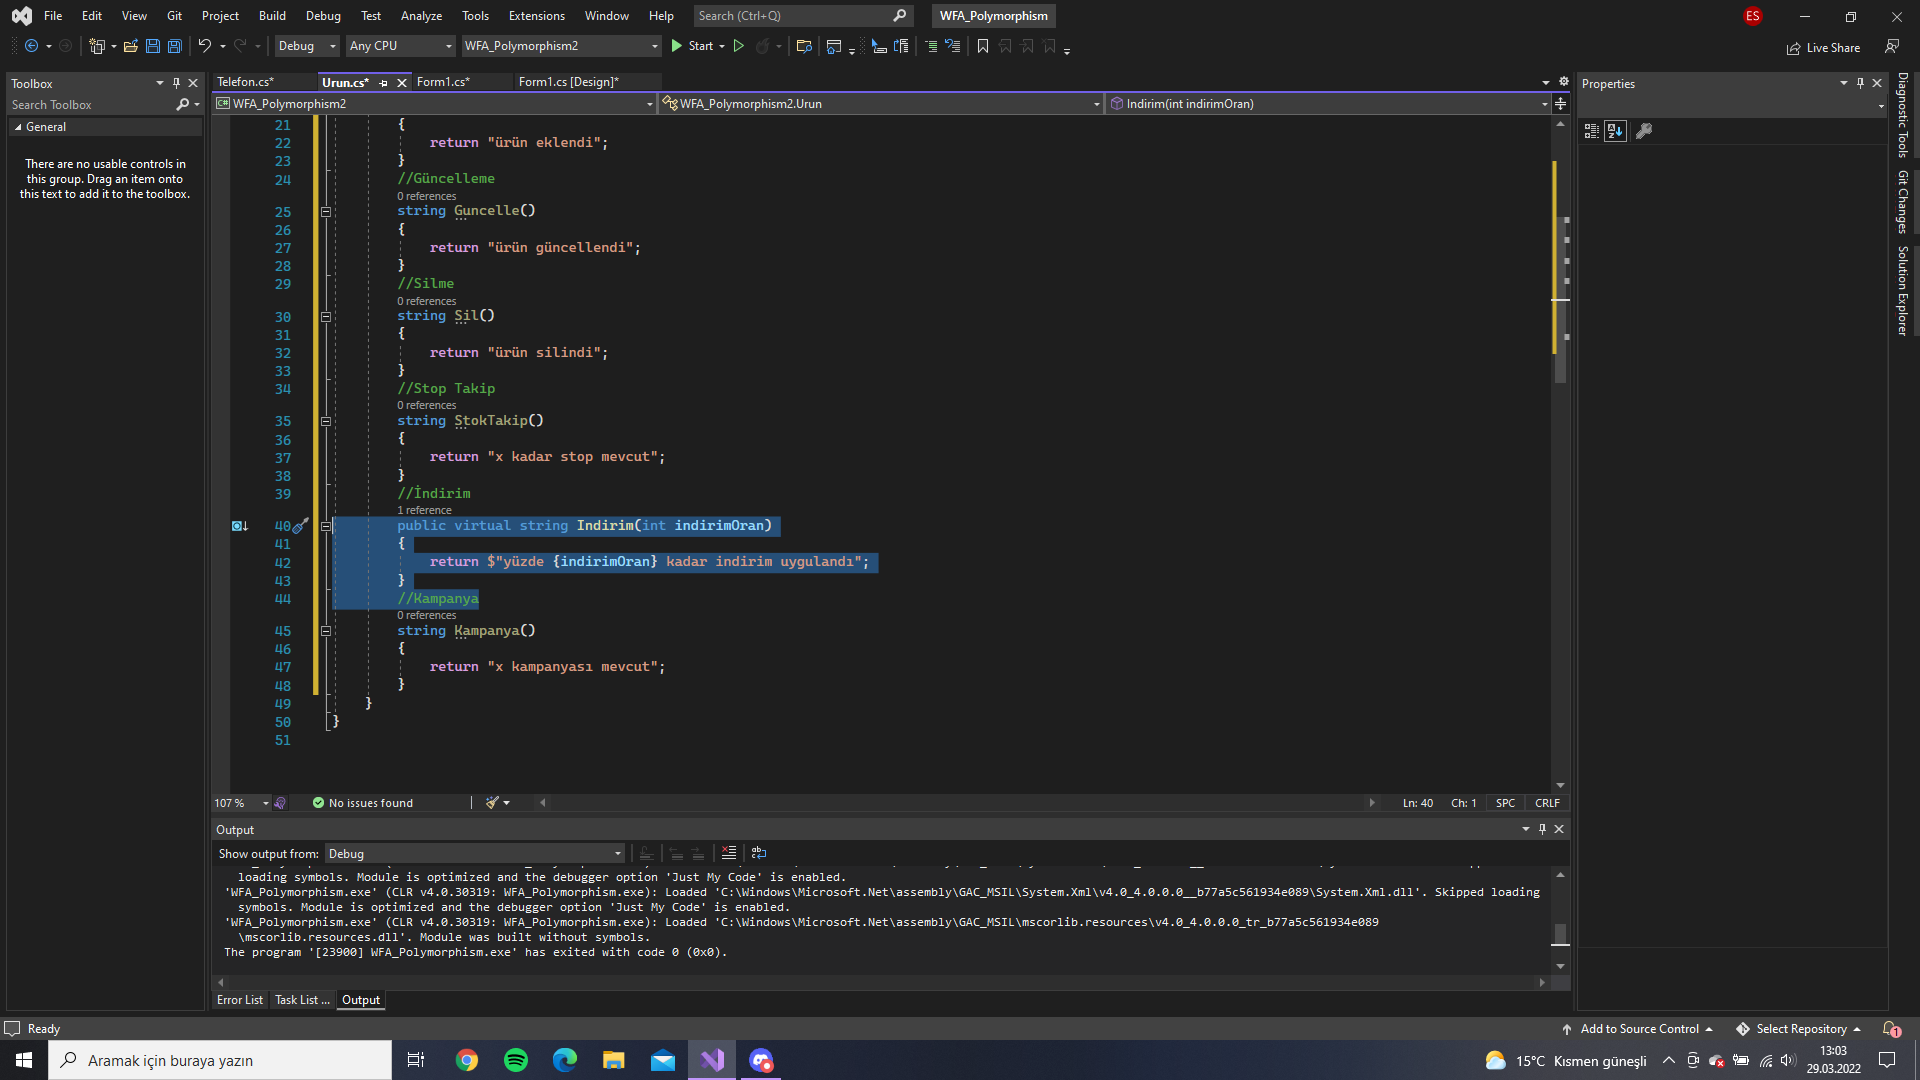 File Edit View Git Project Build Debug Test Analyze Tools Extensions Window Help Search (Ctrl+Q) WFA_Polymorphism ES
Debug Any CPU WFA_Polymorphism2 Start Live Share
Toolbox
Search Toolbox
General
There are no usable controls in
this group. Drag an item onto
this text to add it to the toolbox.
Telefon.cs* Urun.cs* Form1.cs* Form1.cs [Design]*
WFA_Polymorphism2 WFA_Polymorphism2.Urun Indirim(int indirimOran)
21 {
22 return "ürün eklendi";
23 }
24 //Güncelleme
0 references
25 string Guncelle()
26 {
27 return "ürün güncellendi";
28 }
29 //Silme
0 references
30 string Sil()
31 {
32 return "ürün silindi";
33 }
34 //Stop Takip
0 references
35 string StokTakip()
36 {
37 return "x kadar stop mevcut";
38 }
39 //İndirim
1 reference
40 public virtual string Indirim(int indirimOran)
41 {
42 return $"yüzde {indirimOran} kadar indirim uygulandı";
43 }
44 //Kampanya
0 references
45 string Kampanya()
46 {
47 return "x kampanyası mevcut";
48 }
49 }
50 }
51
107 % No issues found Ln: 40 Ch: 1 SPC CRLF
Output
Show output from: Debug
loading symbols. Module is optimized and the debugger option 'Just My Code' is enabled.
'WFA_Polymorphism.exe' (CLR v4.0.30319: WFA_Polymorphism.exe): Loaded 'C:\Windows\Microsoft.Net\assembly\GAC_MSIL\System.Xml\v4.0_4.0.0.0__b77a5c561934e089\System.Xml.dll'. Skipped loading
symbols. Module is optimized and the debugger option 'Just My Code' is enabled.
'WFA_Polymorphism.exe' (CLR v4.0.30319: WFA_Polymorphism.exe): Loaded 'C:\Windows\Microsoft.Net\assembly\GAC_MSIL\mscorlib.resources\v4.0_4.0.0.0_tr_b77a5c561934e089
\mscorlib.resources.dll'. Module was built without symbols.
The program '[23900] WFA_Polymorphism.exe' has exited with code 0 (0x0).
Error List Task List ... Output
Properties
Diagnostic Tools
Git Changes
Solution Explorer
Ready Add to Source Control Select Repository 1
Aramak için buraya yazın 15°C Kısmen güneşli 13:03
29.03.2022